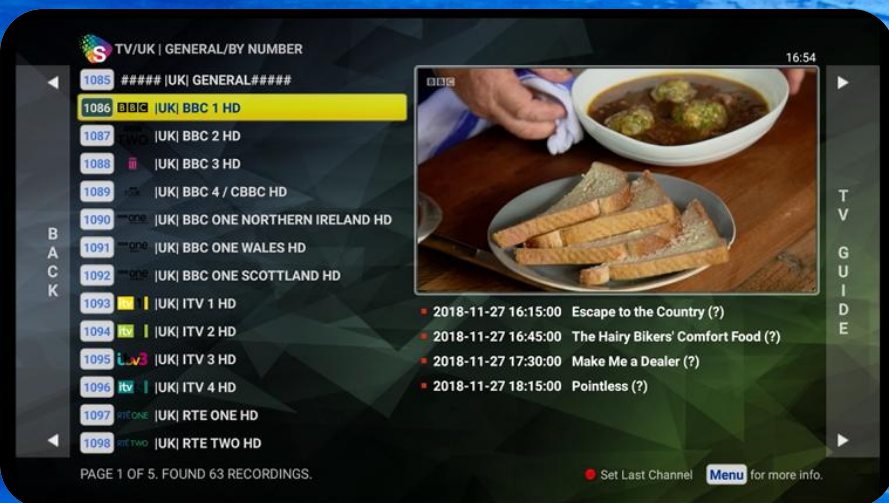 S TV/UK | GENERAL/BY NUMBER
16:54
1085 ##### |UK| GENERAL#####
1086 BBC |UK| BBC 1 HD
1087 TWO |UK| BBC 2 HD
1088 |UK| BBC 3 HD
1089 |UK| BBC 4 / CBBC HD
1090 one |UK| BBC ONE NORTHERN IRELAND HD
1091 one |UK| BBC ONE WALES HD
1092 one |UK| BBC ONE SCOTTLAND HD
1093 itv |UK| ITV 1 HD
1094 itv |UK| ITV 2 HD
1095 itv3 |UK| ITV 3 HD
1096 itv |UK| ITV 4 HD
1097 RTÉ ONE |UK| RTE ONE HD
1098 RTÉ TWO |UK| RTE TWO HD
BACK
BBC
2018-11-27 16:15:00 Escape to the Country (?)
2018-11-27 16:45:00 The Hairy Bikers' Comfort Food (?)
2018-11-27 17:30:00 Make Me a Dealer (?)
2018-11-27 18:15:00 Pointless (?)
TV GUIDE
PAGE 1 OF 5. FOUND 63 RECORDINGS.
Set Last Channel Menu for more info.